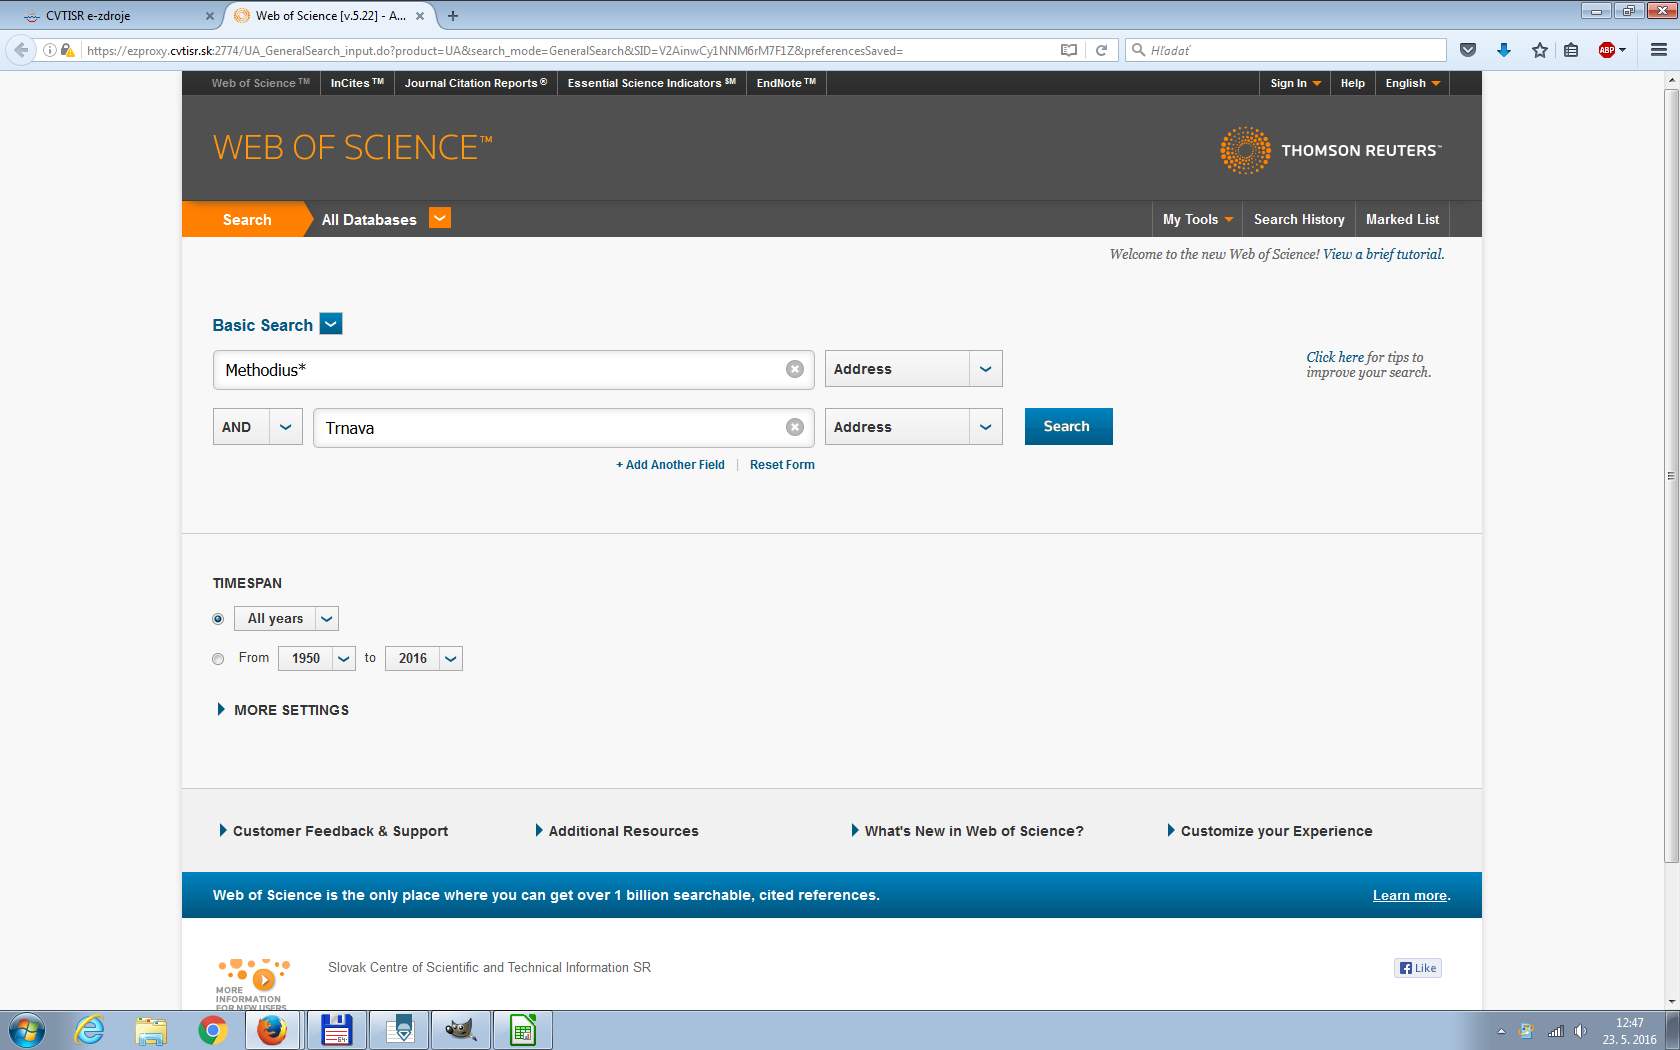 CVTISR e-zdroje
Web of Science [v.5.22] - A...
https://ezproxy.cvtisr.sk:2774/UA_GeneralSearch_input.do?product=UA&search_mode=GeneralSearch&SID=V2AinwCy1NNM6rM7F1Z&preferencesSaved=
Hľadať
ABP
Web of Science ™
InCites ™
Journal Citation Reports ®
Essential Science Indicators ℠
EndNote ™
Sign In
Help
English
WEB OF SCIENCE™
THOMSON REUTERS™
Search
All Databases
My Tools
Search History
Marked List
Welcome to the new Web of Science! View a brief tutorial.
Basic Search
Methodius*
Address
Click here for tips to
improve your search.
AND
Trnava
Address
Search
+ Add Another Field | Reset Form
TIMESPAN
All years
From 1950 to 2016
MORE SETTINGS
Customer Feedback & Support
Additional Resources
What's New in Web of Science?
Customize your Experience
Web of Science is the only place where you can get over 1 billion searchable, cited references.
Learn more.
MORE
INFORMATION
FOR NEW USERS
Slovak Centre of Scientific and Technical Information SR
Like
64
12:47
23. 5. 2016